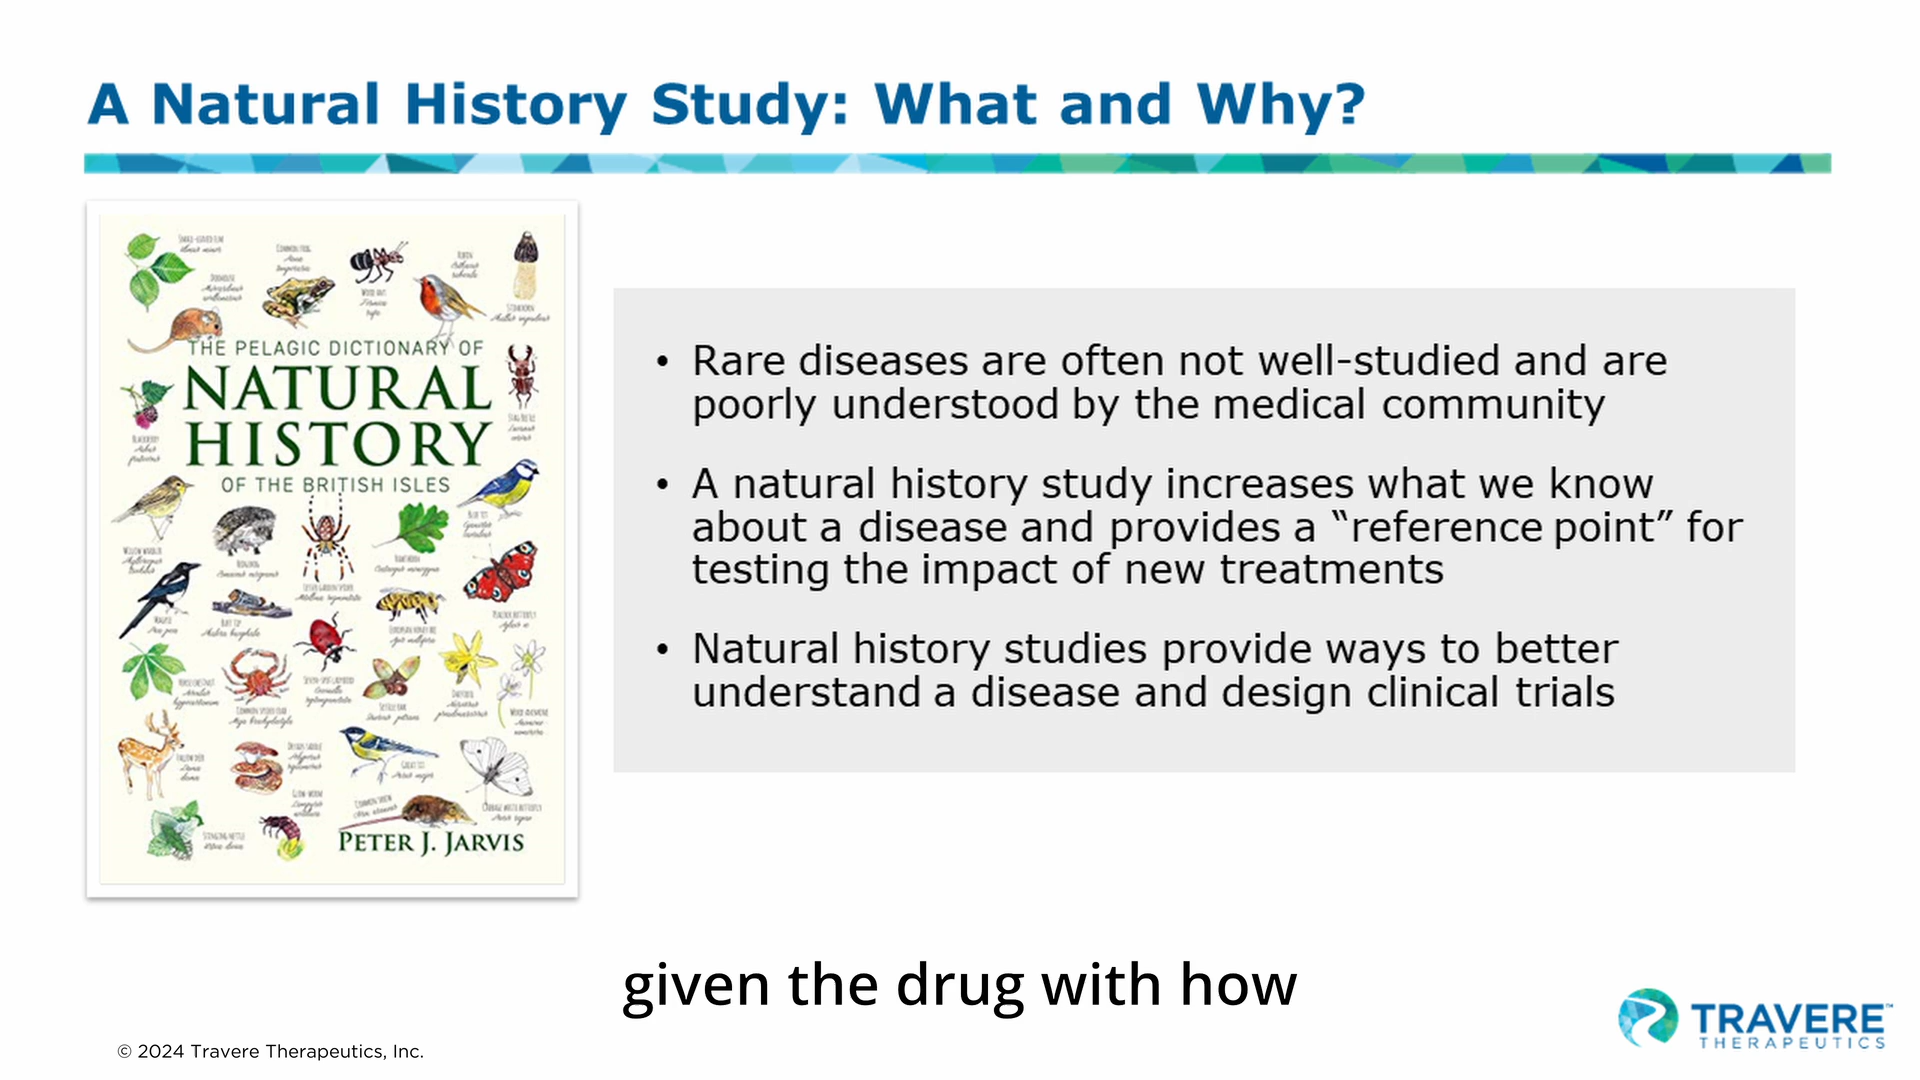 A Natural History Study: What and Why?
THE PELAGIC DICTIONARY OF
NATURAL
HISTORY
OF THE BRITISH ISLES
PETER J. JARVIS
• Rare diseases are often not well-studied and are
poorly understood by the medical community
• A natural history study increases what we know
about a disease and provides a “reference point” for
testing the impact of new treatments
• Natural history studies provide ways to better
understand a disease and design clinical trials
given the drug with how
© 2024 Travere Therapeutics, Inc.
TRAVERE™
THERAPEUTICS